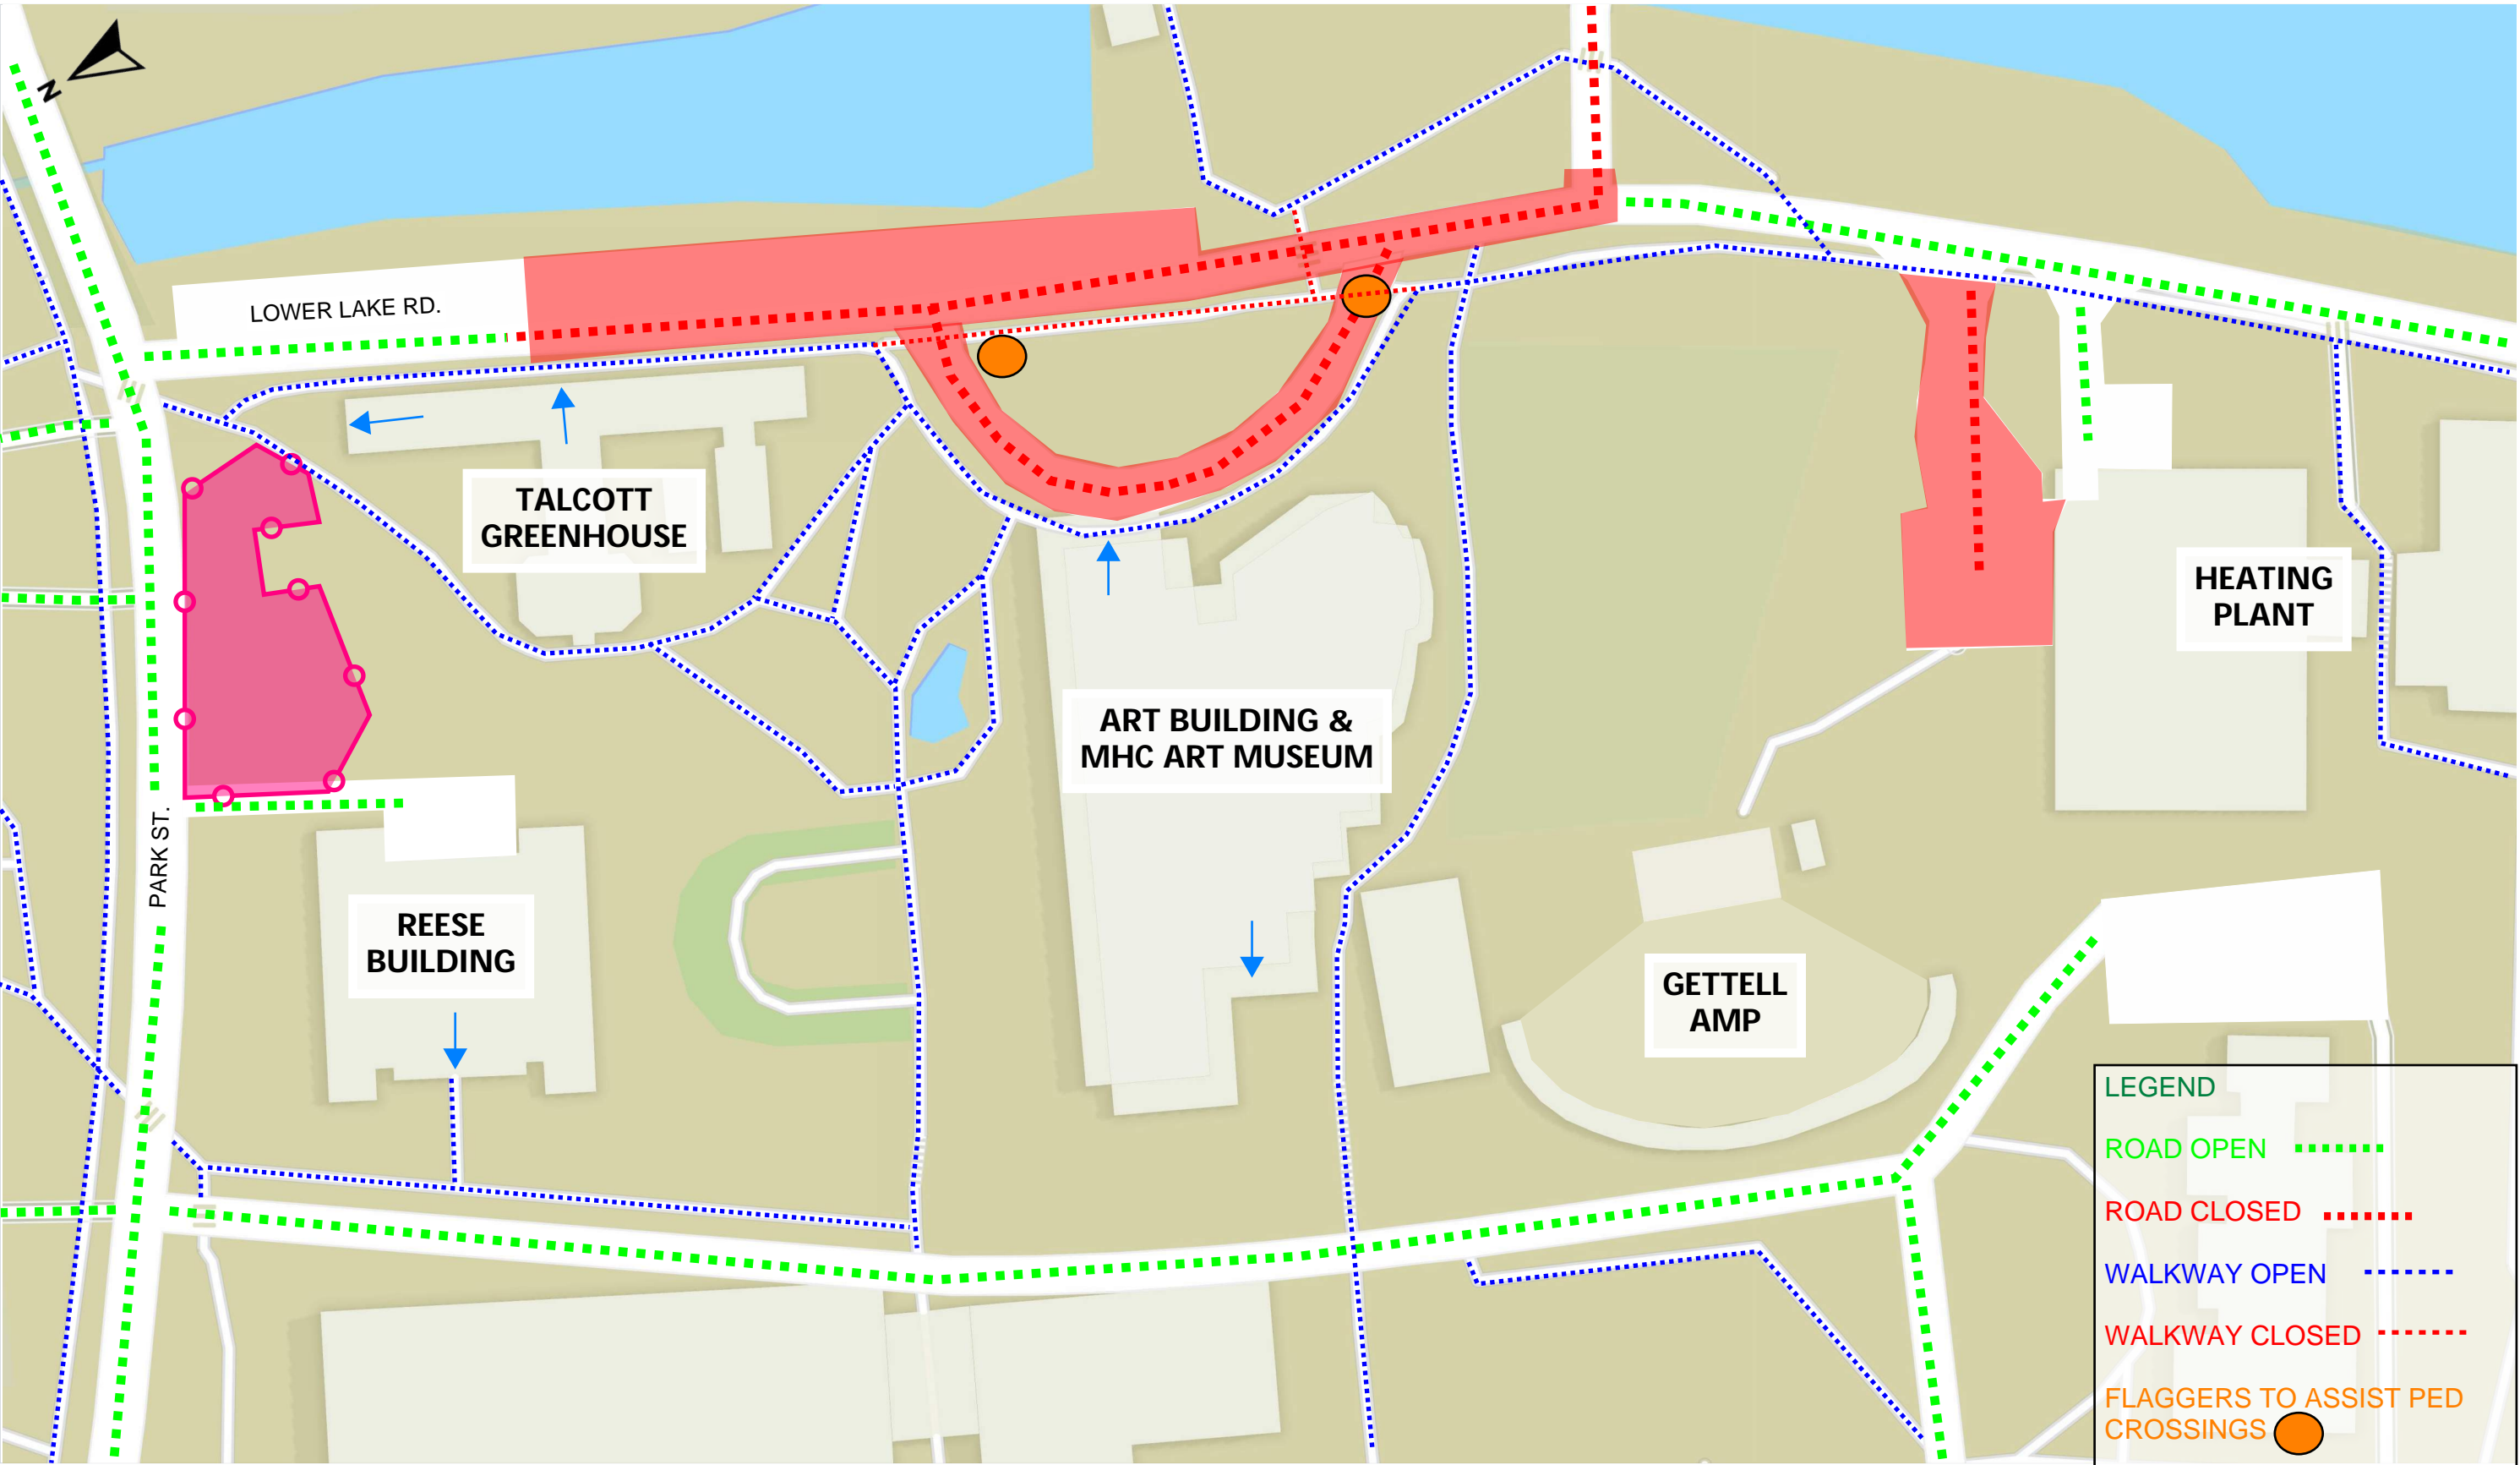 N
LOWER LAKE RD.
TALCOTT
GREENHOUSE
HEATING
PLANT
ART BUILDING &
MHC ART MUSEUM
PARK ST.
REESE
BUILDING
GETTELL
AMP
LEGEND
ROAD OPEN
ROAD CLOSED
WALKWAY OPEN
WALKWAY CLOSED
FLAGGERS TO ASSIST PED
CROSSINGS